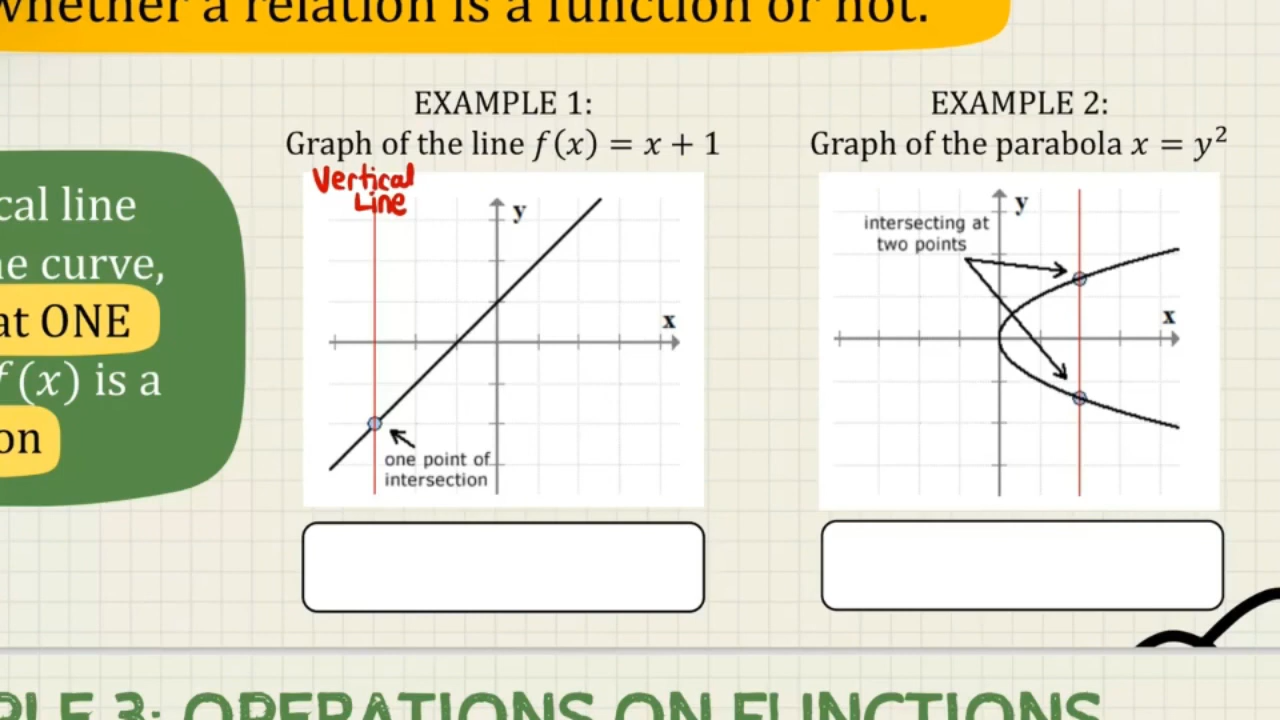 whether a relation is a function or not.
EXAMPLE 1:
Graph of the line f(x) = x + 1
Vertical
Line
y
x
one point of
intersection
EXAMPLE 2:
Graph of the parabola x = y²
intersecting at
two points
y
x
cal line
e curve,
at ONE
f(x) is a
on
PLE 3: OPERATIONS ON FUNCTIONS